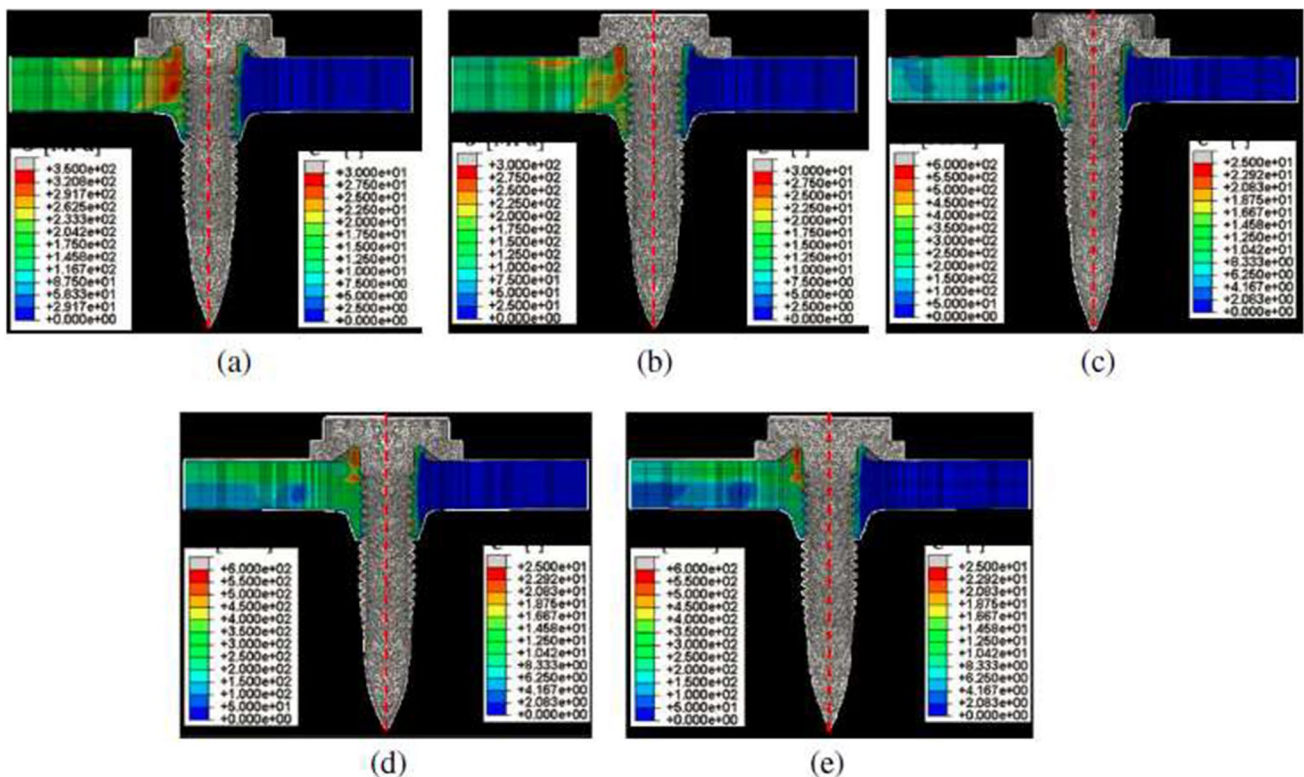 +3.500e+02
+3.208e+02
+2.917e+02
+2.625e+02
+2.333e+02
+2.042e+02
+1.750e+02
+1.458e+02
+1.167e+02
+8.750e+01
+5.833e+01
+2.917e+01
+0.000e+00
+3.000e+01
+2.750e+01
+2.500e+01
+2.250e+01
+2.000e+01
+1.750e+01
+1.500e+01
+1.250e+01
+1.000e+01
+7.500e+00
+5.000e+00
+2.500e+00
+0.000e+00
(a)
+3.000e+02
+2.750e+02
+2.500e+02
+2.250e+02
+2.000e+02
+1.750e+02
+1.500e+02
+1.250e+02
+1.000e+02
+7.500e+01
+5.000e+01
+2.500e+01
+0.000e+00
+3.000e+01
+2.750e+01
+2.500e+01
+2.250e+01
+2.000e+01
+1.750e+01
+1.500e+01
+1.250e+01
+1.000e+01
+7.500e+00
+5.000e+00
+2.500e+00
+0.000e+00
(b)
+6.000e+02
+5.500e+02
+5.000e+02
+4.500e+02
+4.000e+02
+3.500e+02
+3.000e+02
+2.500e+02
+2.000e+02
+1.500e+02
+1.000e+02
+5.000e+01
+0.000e+00
+2.500e+01
+2.292e+01
+2.083e+01
+1.875e+01
+1.667e+01
+1.458e+01
+1.250e+01
+1.042e+01
+8.333e+00
+6.250e+00
+4.167e+00
+2.083e+00
+0.000e+00
(c)
+6.000e+02
+5.500e+02
+5.000e+02
+4.500e+02
+4.000e+02
+3.500e+02
+3.000e+02
+2.500e+02
+2.000e+02
+1.500e+02
+1.000e+02
+5.000e+01
+0.000e+00
+2.500e+01
+2.292e+01
+2.083e+01
+1.875e+01
+1.667e+01
+1.458e+01
+1.250e+01
+1.042e+01
+8.333e+00
+6.250e+00
+4.167e+00
+2.083e+00
+0.000e+00
(d)
+6.000e+02
+5.500e+02
+5.000e+02
+4.500e+02
+4.000e+02
+3.500e+02
+3.000e+02
+2.500e+02
+2.000e+02
+1.500e+02
+1.000e+02
+5.000e+01
+0.000e+00
+2.500e+01
+2.292e+01
+2.083e+01
+1.875e+01
+1.667e+01
+1.458e+01
+1.250e+01
+1.042e+01
+8.333e+00
+6.250e+00
+4.167e+00
+2.083e+00
+0.000e+00
(e)